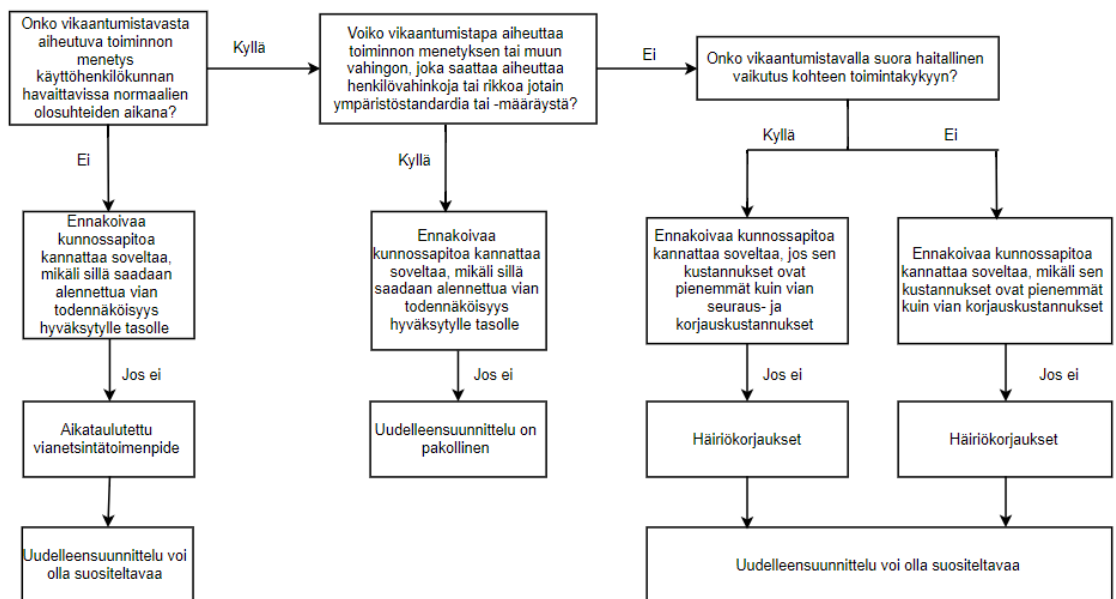 Onko vikaantumistavasta
aiheutuva toiminnon
menetys
käyttöhenkilökunnan
havaittavissa normaalien
olosuhteiden aikana?
Kyllä
Voiko vikaantumistapa aiheuttaa
toiminnon menetyksen tai muun
vahingon, joka saattaa aiheuttaa
henkilövahinkoja tai rikkoa jotain
ympäristöstandardia tai -määräystä?
Ei
Onko vikaantumistavalla suora haitallinen
vaikutus kohteen toimintakykyyn?
Ei
Kyllä
Kyllä
Ei
Ennakoivaa
kunnossapitoa
kannattaa soveltaa,
mikäli sillä saadaan
alennettua vian
todennäköisyys
hyväksytylle tasolle
Ennakoivaa
kunnossapitoa kannattaa
soveltaa, mikäli sillä
saadaan alennettua vian
todennäköisyys
hyväksytylle tasolle
Ennakoivaa kunnossapitoa
kannattaa soveltaa, jos sen
kustannukset ovat
pienemmät kuin vian
seuraus- ja
korjauskustannukset
Ennakoivaa kunnossapitoa
kannattaa soveltaa, mikäli sen
kustannukset ovat pienemmät
kuin vian korjauskustannukset
Jos ei
Jos ei
Jos ei
Jos ei
Aikataulutettu
vianetsintätoimenpide
Uudelleensuunnittelu on
pakollinen
Häiriökorjaukset
Häiriökorjaukset
Uudelleensuunnittelu voi
olla suositeltavaa
Uudelleensuunnittelu voi olla suositeltavaa